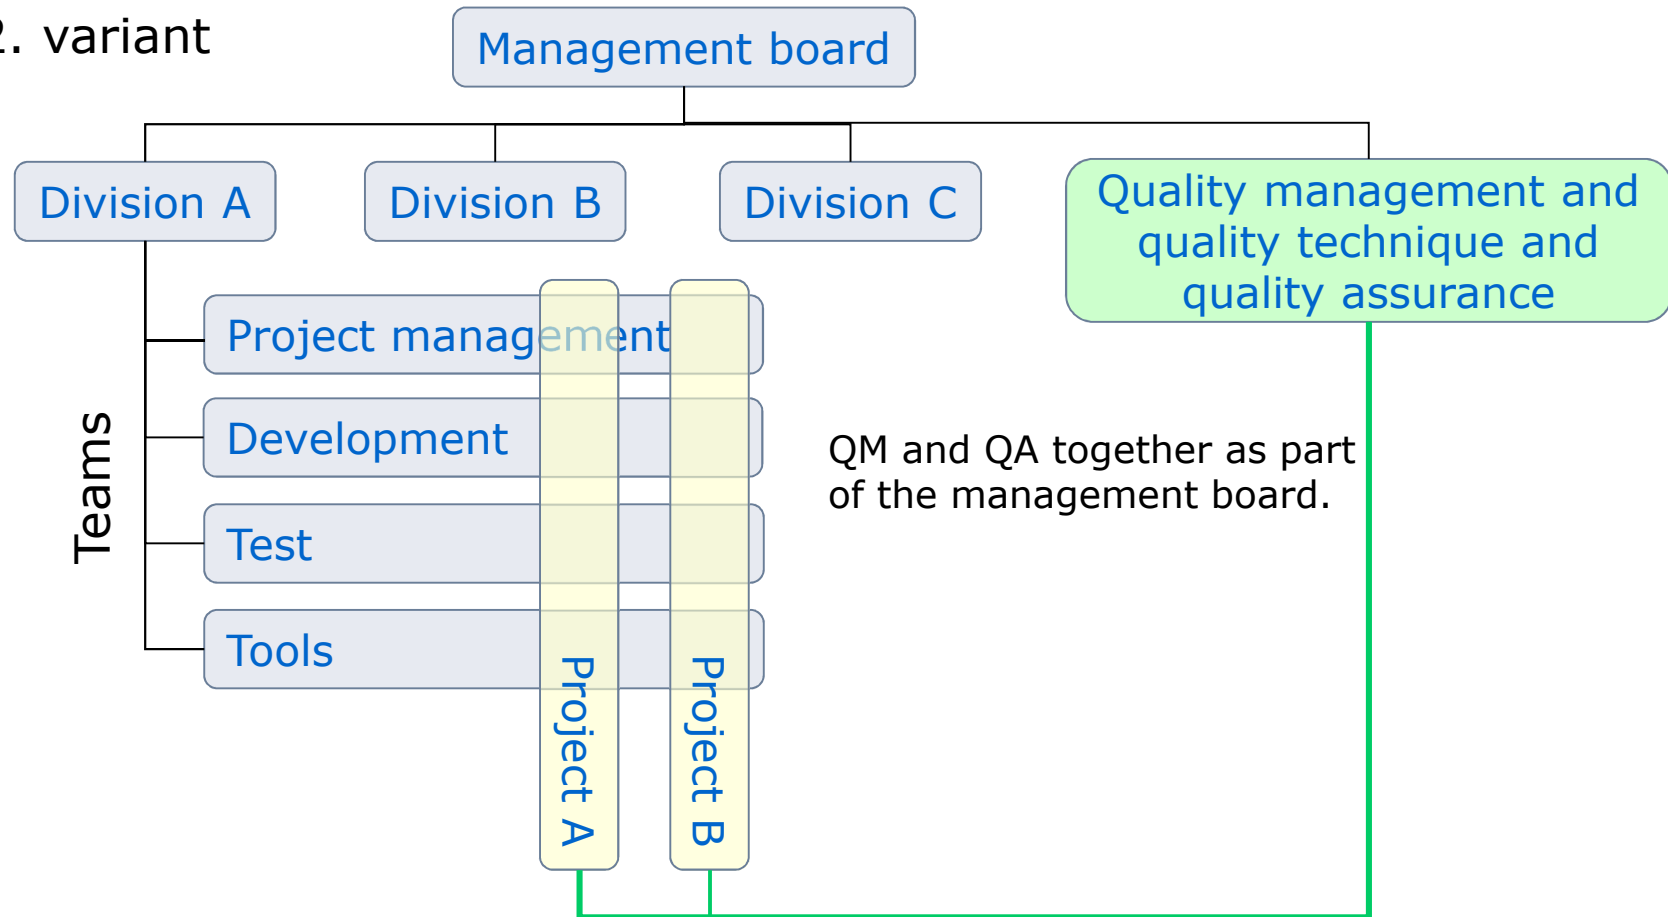 2. variant
Management board
Division A
Division B
Division C
Quality management and
quality technique and
quality assurance
Teams
Project management
Development
Test
Tools
Project A
Project B
QM and QA together as part
of the management board.